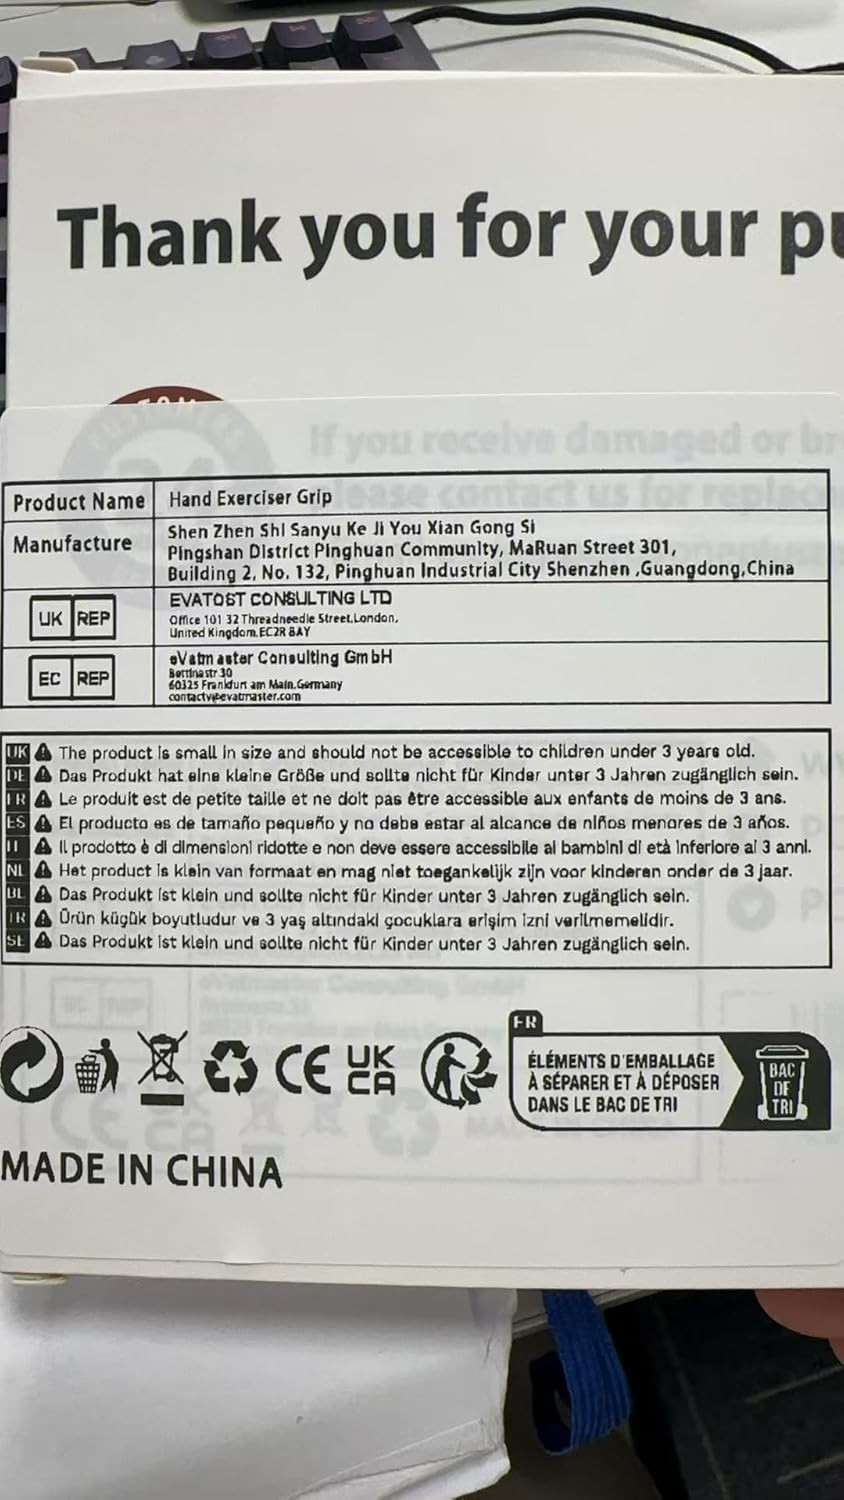 Thank you for your
If you receive damaged or
please contact us for
Product Name Hand Exerciser Grip
Manufacture Shen Zhen Shi Sanyu Ke Ji You Xian Gong Si
Pingshan District Pinghuan Community, MaRuan Street 301,
Building 2, No. 132, Pinghuan Industrial City Shenzhen ,Guangdong,China
UK REP EVATOST CONSULTING LTD
Office 101 32 Threadneedle Street,London,
United Kingdom,EC2R 8AY
EC REP eVatmaster Consulting GmbH
Bettinastr 30
60325 Frankfurt am Main,Germany
UK The product is small in size and should not be accessible to children under 3 years old.
DE Das Produkt hat eine kleine Größe und sollte nicht für Kinder unter 3 Jahren zugänglich sein.
FR Le produit est de petite taille et ne doit pas être accessible aux enfants de moins de 3 ans.
ES El producto es de tamaño pequeño y no debe estar al alcance de niños menores de 3 años.
IT Il prodotto è di dimensioni ridotte e non deve essere accessibile ai bambini di età inferiore ai 3 anni.
NL Het product is klein van formaat en mag niet toegankelijk zijn voor kinderen onder de 3 jaar.
BL Das Produkt ist klein und sollte nicht für Kinder unter 3 Jahren zugänglich sein.
TR Ürün küçük boyutludur ve 3 yaş altındaki çocuklara erişim izni verilmemelidir.
SE Das Produkt ist klein und sollte nicht für Kinder unter 3 Jahren zugänglich sein.
CE
UK
CA
FR
ÉLÉMENTS D'EMBALLAGE
À SÉPARER ET À DÉPOSER
DANS LE BAC DE TRI
BAC
DE
TRI
MADE IN CHINA